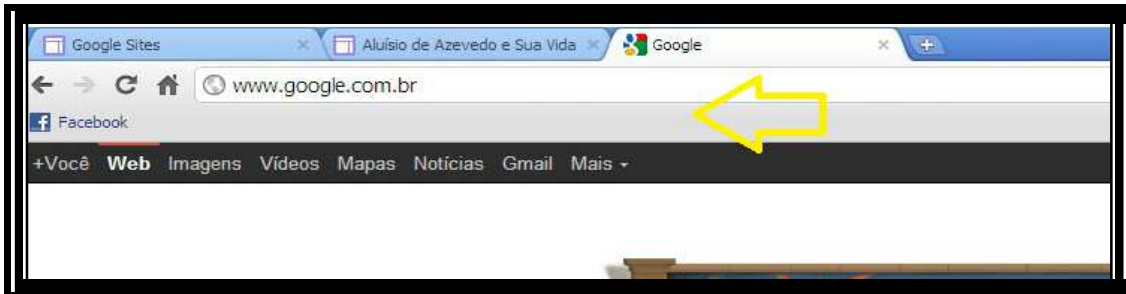 Google Sites Aluísio de Azevedo e Sua Vida Google
www.google.com.br
Facebook
+Você Web Imagens Vídeos Mapas Notícias Gmail Mais